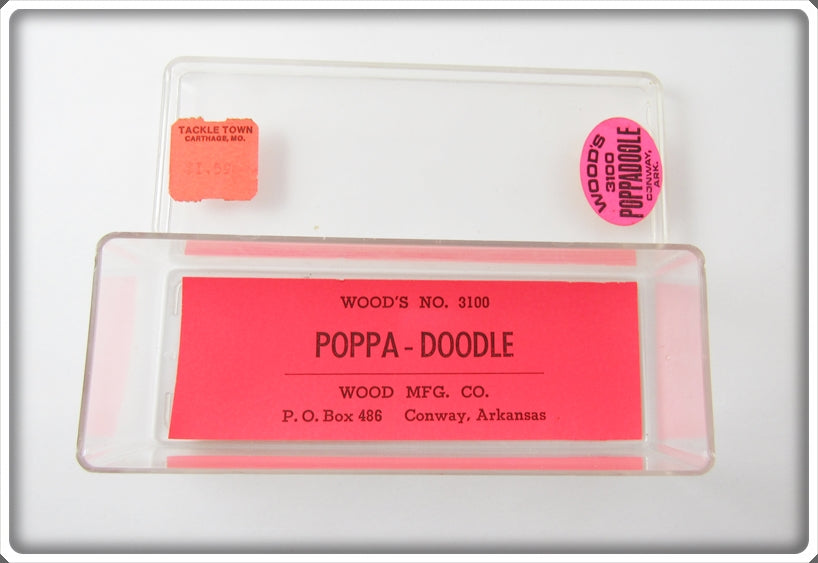 TACKLE TOWN
CARTHAGE, MO.
WOOD'S
3100
POPPADOODLE
CONWAY,
ARK.
WOOD'S NO. 3100
POPPA-DOODLE
WOOD MFG. CO.
P. O. Box 486 Conway, Arkansas